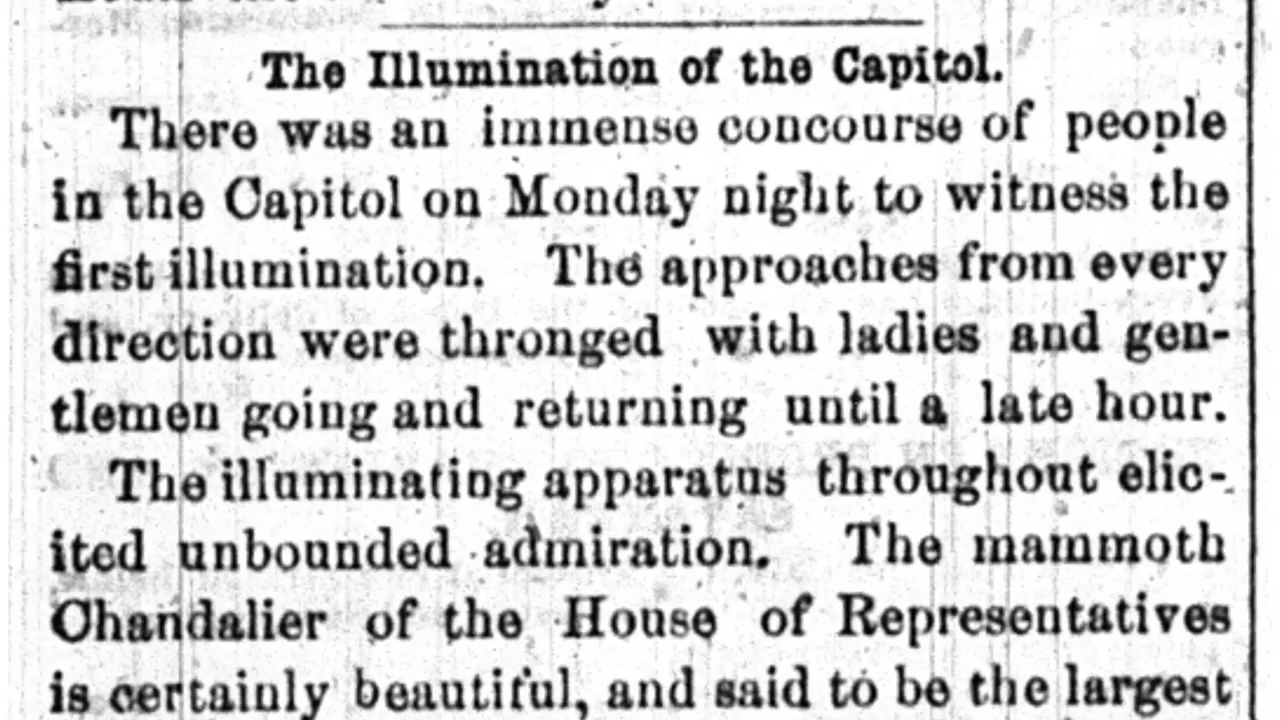 The Illumination of the Capitol.
There was an immense concourse of people
in the Capitol on Monday night to witness the
first illumination. The approaches from every
direction were thronged with ladies and gen-
tlemen going and returning until a late hour.
The illuminating apparatus throughout elic-
ited unbounded admiration. The mammoth
Chandalier of the House of Representatives
is certainly beautiful, and said to be the largest